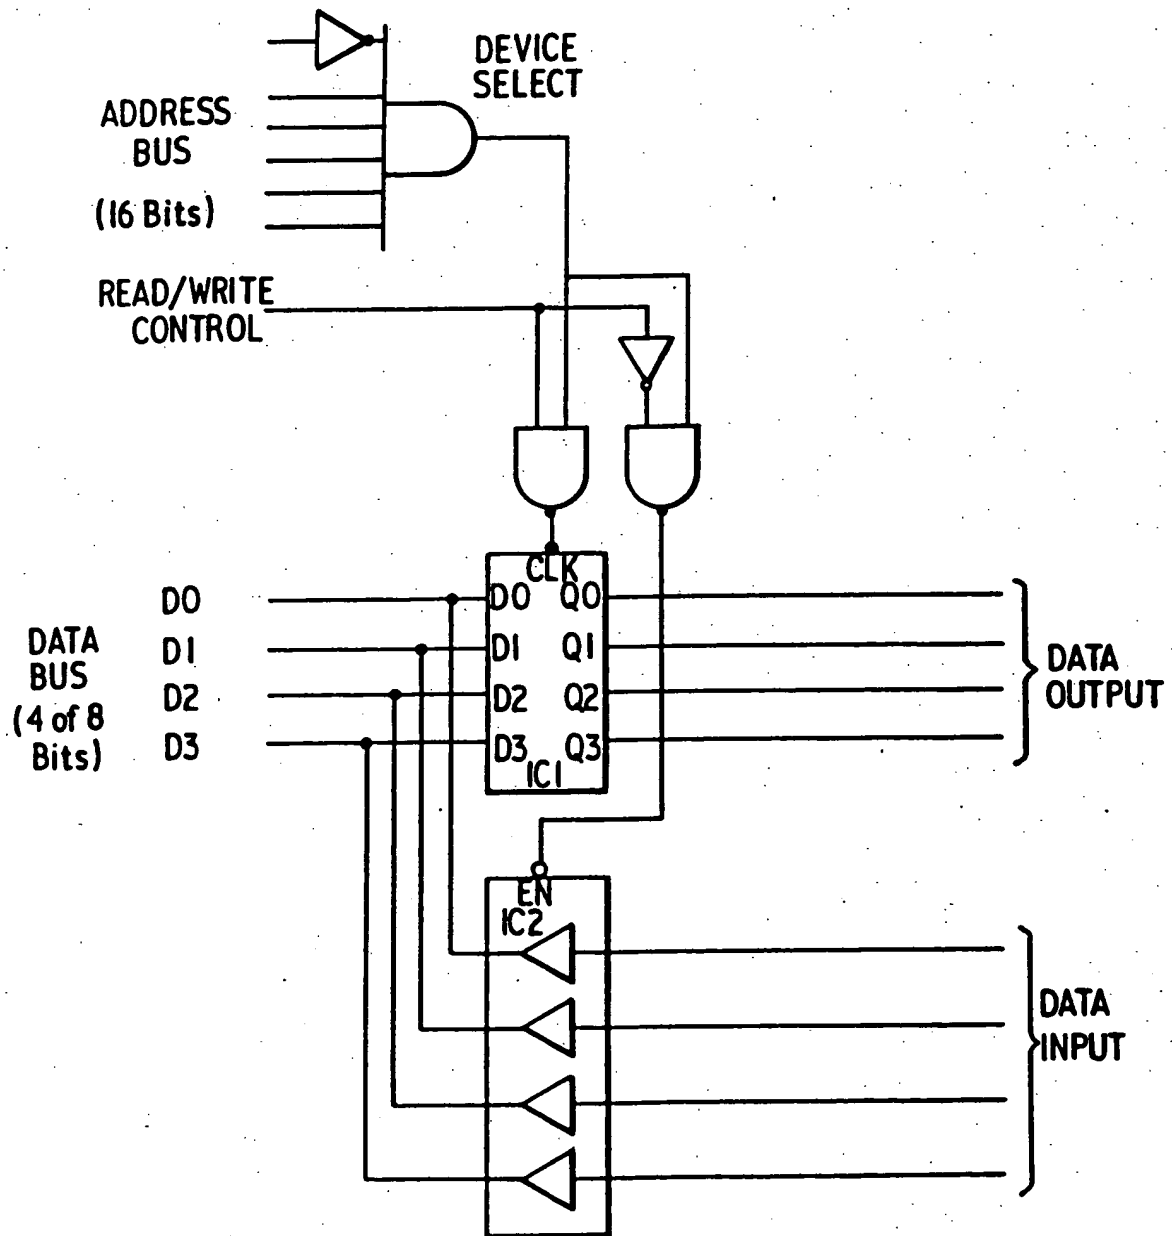 DEVICE
SELECT
ADDRESS
BUS
(16 Bits)
READ/WRITE
CONTROL
CLK
D0
D0
Q0
D1
D1
Q1
D2
D2
Q2
D3
D3
Q3
IC1
DATA
BUS
(4 of 8
Bits)
DATA
OUTPUT
EN
IC2
DATA
INPUT